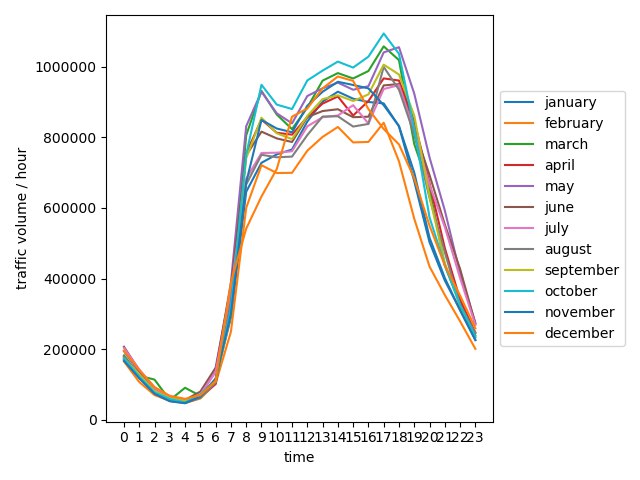 1000000
800000
600000
400000
200000
0
traffic volume / hour
0 1 2 3 4 5 6 7 8 9 10 11 12 13 14 15 16 17 18 19 20 21 22 23
time
january
february
march
april
may
june
july
august
september
october
november
december